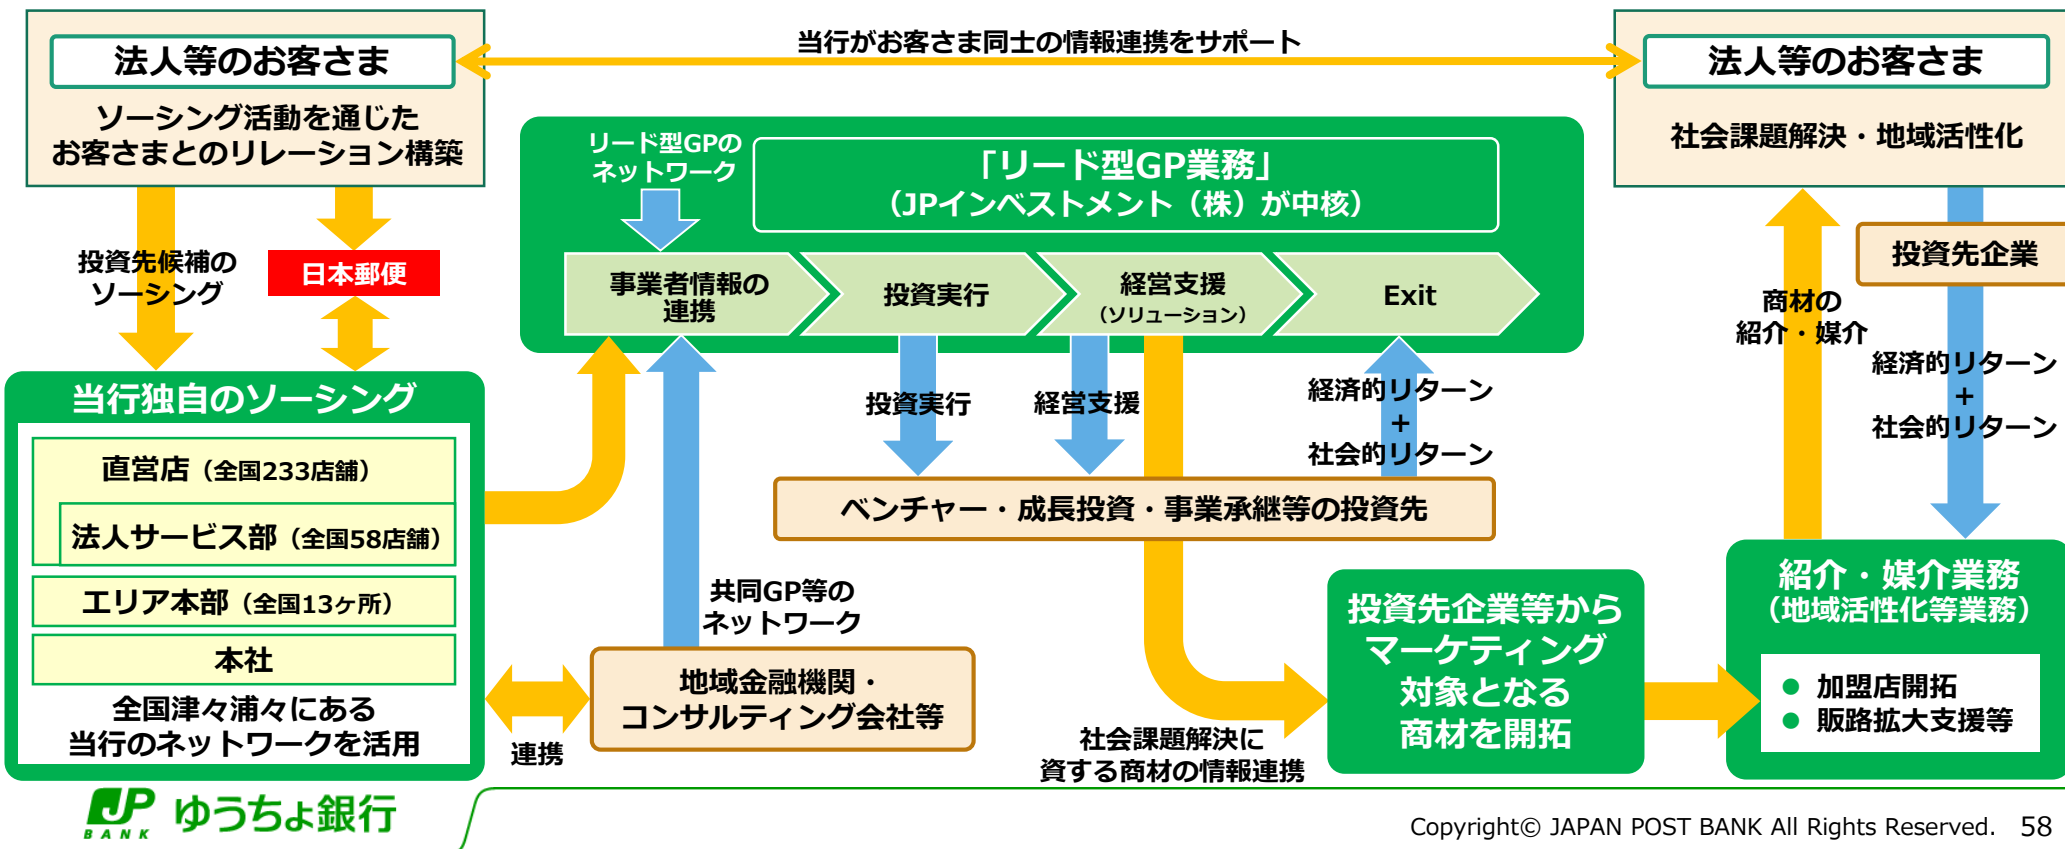 法人等のお客さま
ソーシング活動を通じた
お客さまとのリレーション構築
当行がお客さま同士の情報連携をサポート
法人等のお客さま
社会課題解決・地域活性化
リード型GPの
ネットワーク
「リード型GP業務」
（JPインベストメント（株）が中核）
投資先候補の
ソーシング
日本郵便
事業者情報の
連携
投資実行
経営支援
（ソリューション）
Exit
投資先企業
商材の
紹介・媒介
経済的リターン
+
社会的リターン
当行独自のソーシング
直営店（全国233店舗）
法人サービス部（全国58店舗）
エリア本部（全国13ヶ所）
本社
全国津々浦々にある
当行のネットワークを活用
投資実行
経営支援
経済的リターン
+
社会的リターン
ベンチャー・成長投資・事業承継等の投資先
共同GP等の
ネットワーク
地域金融機関・
コンサルティング会社等
連携
社会課題解決に
資する商材の情報連携
投資先企業等から
マーケティング
対象となる
商材を開拓
紹介・媒介業務
（地域活性化等業務）
● 加盟店開拓
● 販路拡大支援等
JP
BANK
ゆうちょ銀行
Copyright© JAPAN POST BANK All Rights Reserved. 58